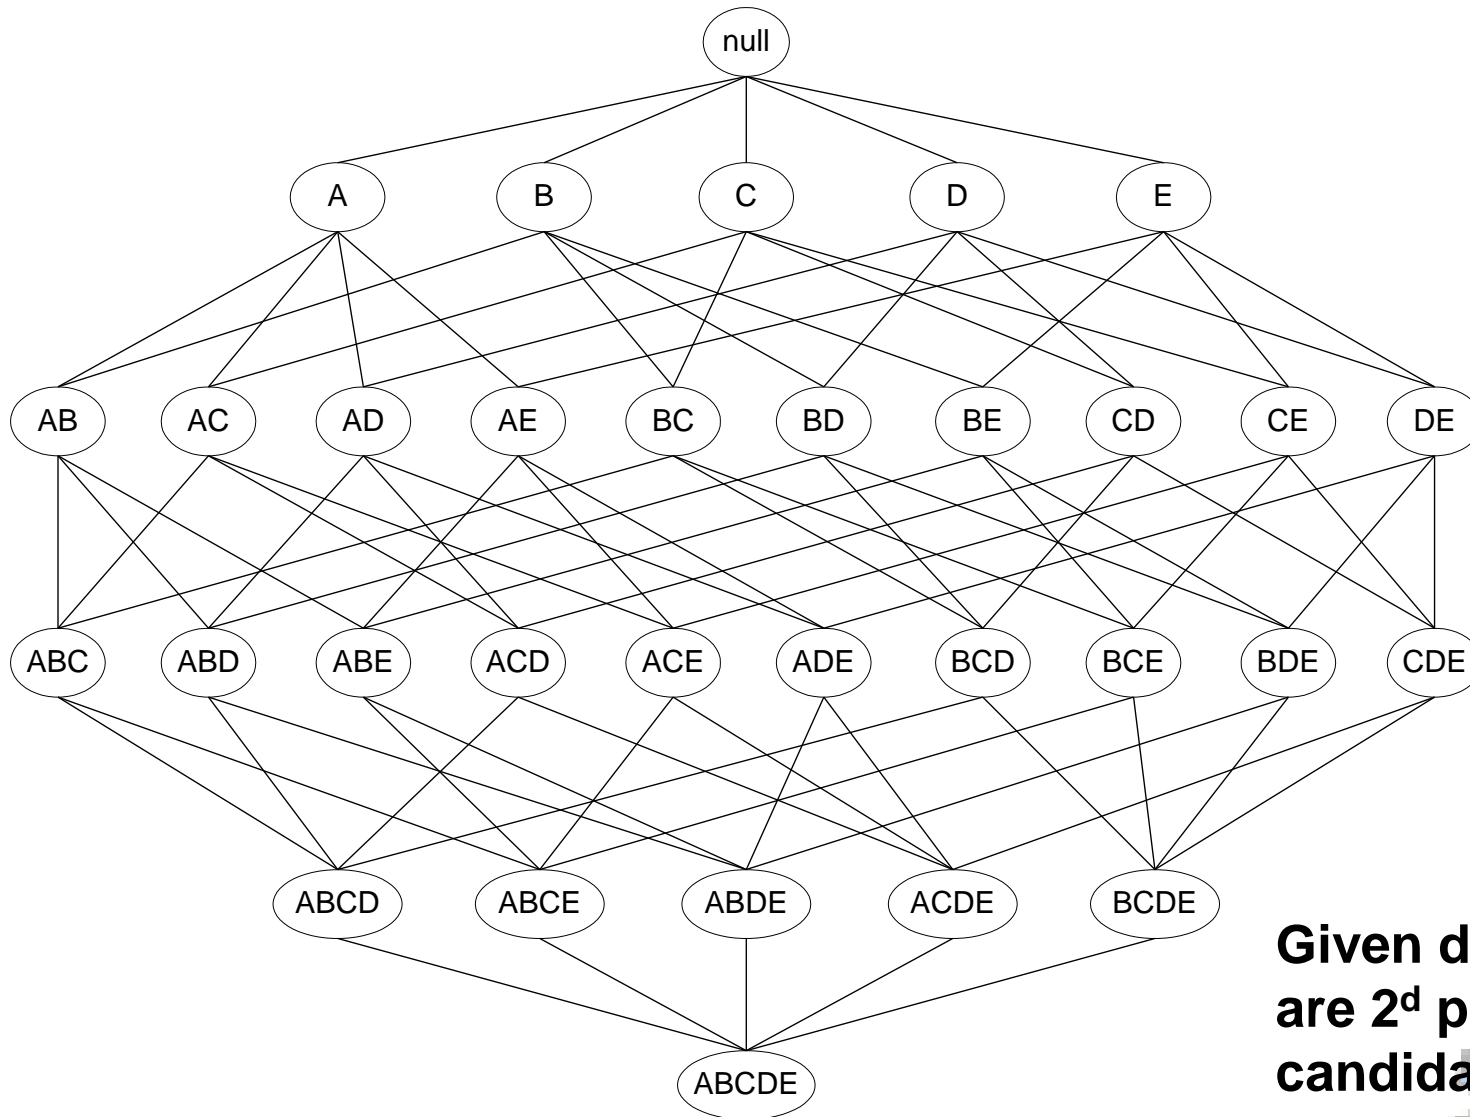 null
A B C D E
AB AC AD AE BC BD BE CD CE DE
ABC ABD ABE ACD ACE ADE BCD BCE BDE CDE
ABCD ABCE ABDE ACDE BCDE
ABCDE
Given d
are 2ᵈ p
candida